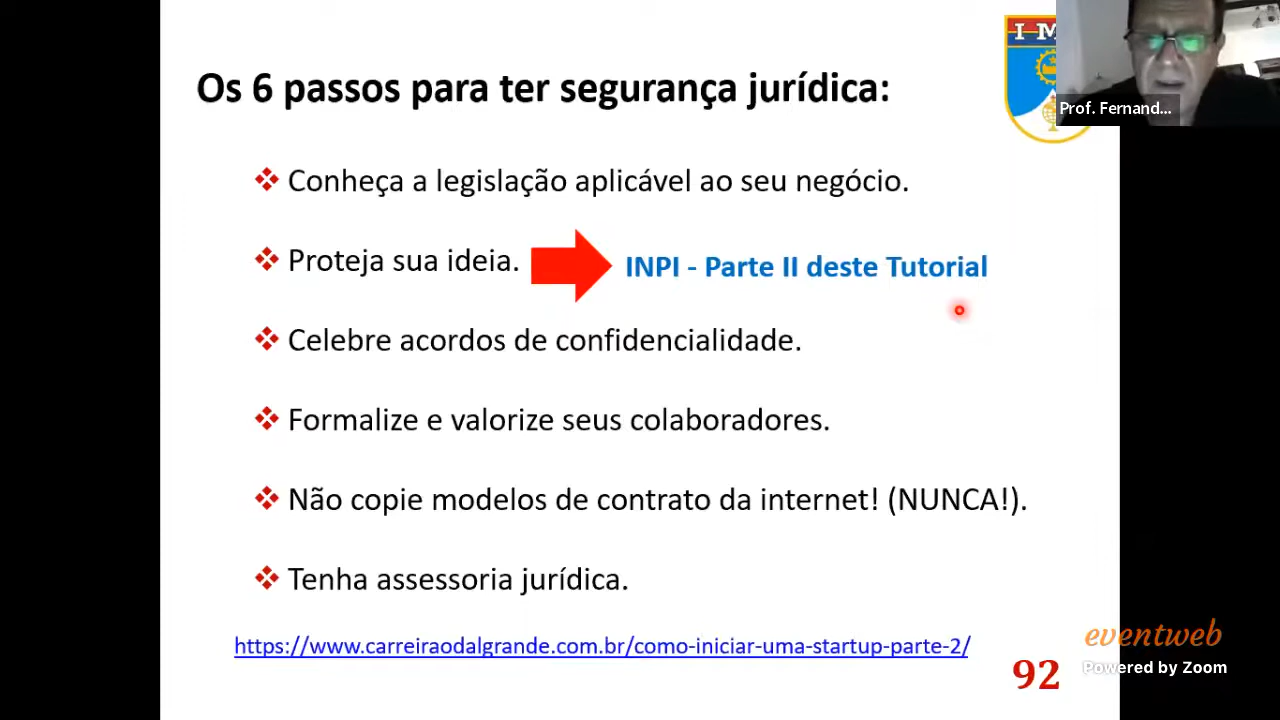 Os 6 passos para ter segurança jurídica:
I M
Prof. Fernand...
Conheça a legislação aplicável ao seu negócio.
Proteja sua ideia.
INPI - Parte II deste Tutorial
Celebre acordos de confidencialidade.
Formalize e valorize seus colaboradores.
Não copie modelos de contrato da internet! (NUNCA!).
Tenha assessoria jurídica.
https://www.carreiraodalgrande.com.br/como-iniciar-uma-startup-parte-2/
eventweb
Powered by Zoom
92